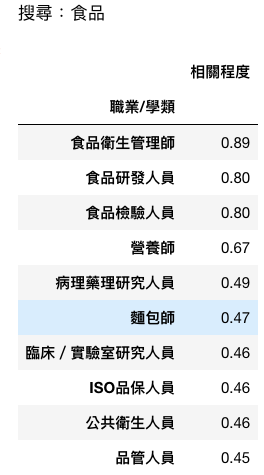 搜尋：食品
相關程度
職業/學類
食品衛生管理師 0.89
食品研發人員 0.80
食品檢驗人員 0.80
營養師 0.67
病理藥理研究人員 0.49
麵包師 0.47
臨床 / 實驗室研究人員 0.46
ISO品保人員 0.46
公共衛生人員 0.46
品管人員 0.45